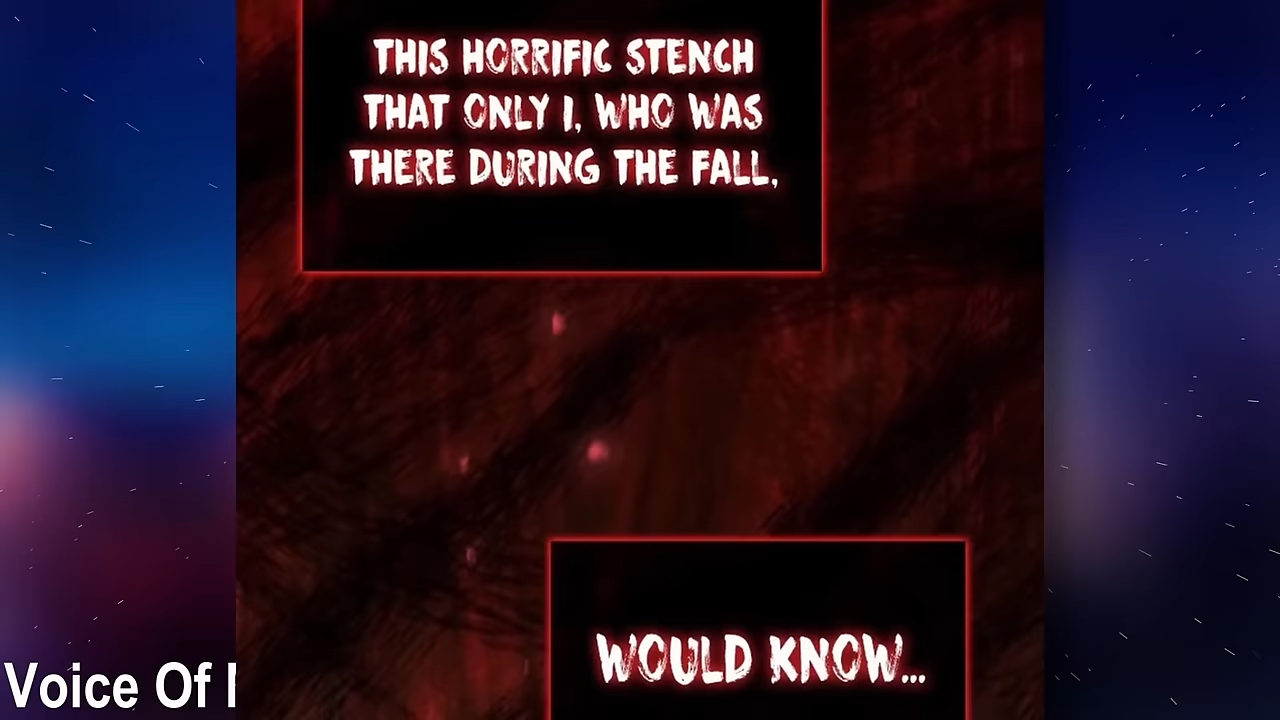 THIS HORRIFIC STENCH
THAT ONLY I, WHO WAS
THERE DURING THE FALL,
WOULD KNOW...
Voice Of